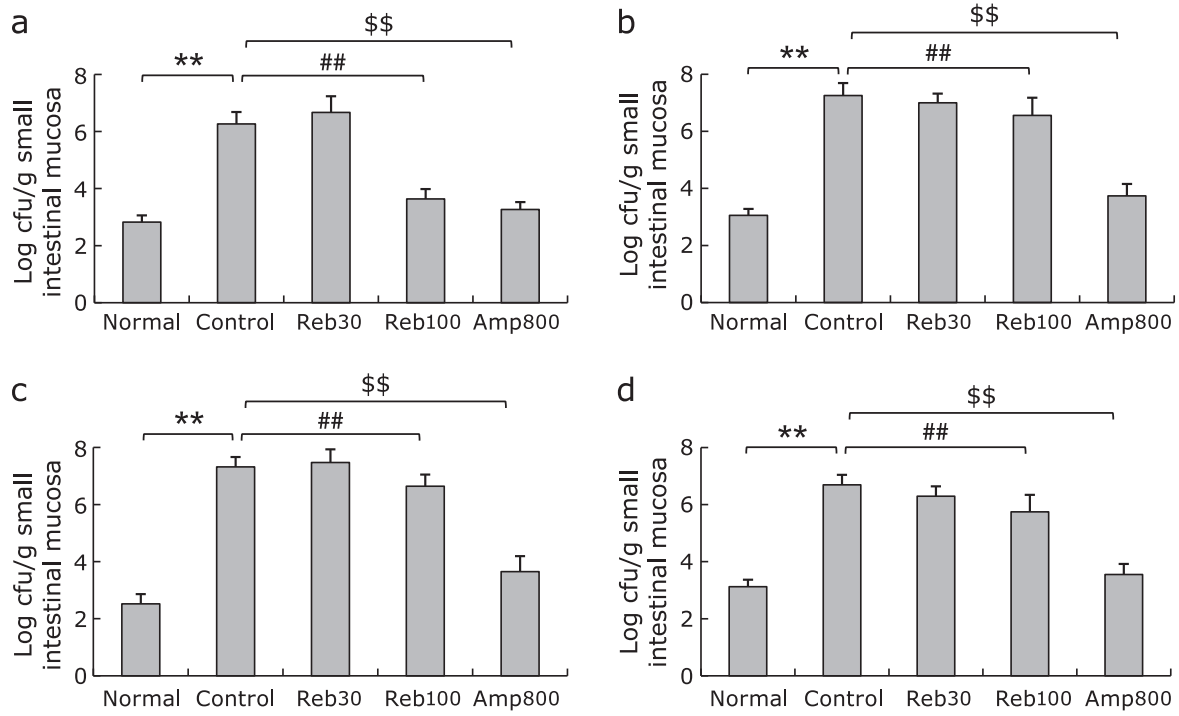 a
$$
**
##
Log cfu/g small
intestinal mucosa
8
6
4
2
0
Normal Control Reb30 Reb100 Amp800
b
$$
**
##
Log cfu/g small
intestinal mucosa
8
6
4
2
0
Normal Control Reb30 Reb100 Amp800
c
$$
**
##
Log cfu/g small
intestinal mucosa
8
6
4
2
0
Normal Control Reb30 Reb100 Amp800
d
$$
**
##
Log cfu/g small
intestinal mucosa
8
6
4
2
0
Normal Control Reb30 Reb100 Amp800